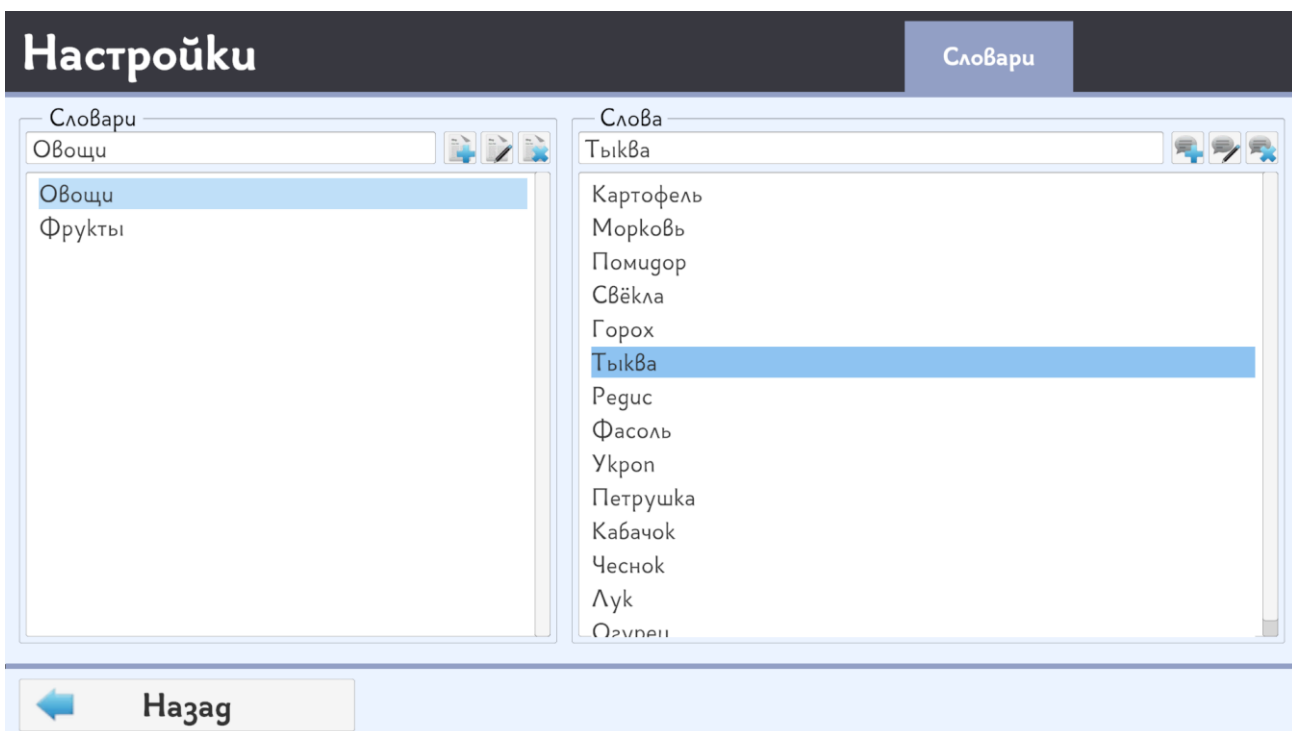 Настройки
Словари
Словари
Овощи
Овощи
Фрукты
Слова
Тыква
Картофель
Морковь
Помидор
Свёкла
Горох
Тыква
Редис
Фасоль
Укроп
Петрушка
Кабачок
Чеснок
Лук
Огурец
Назад